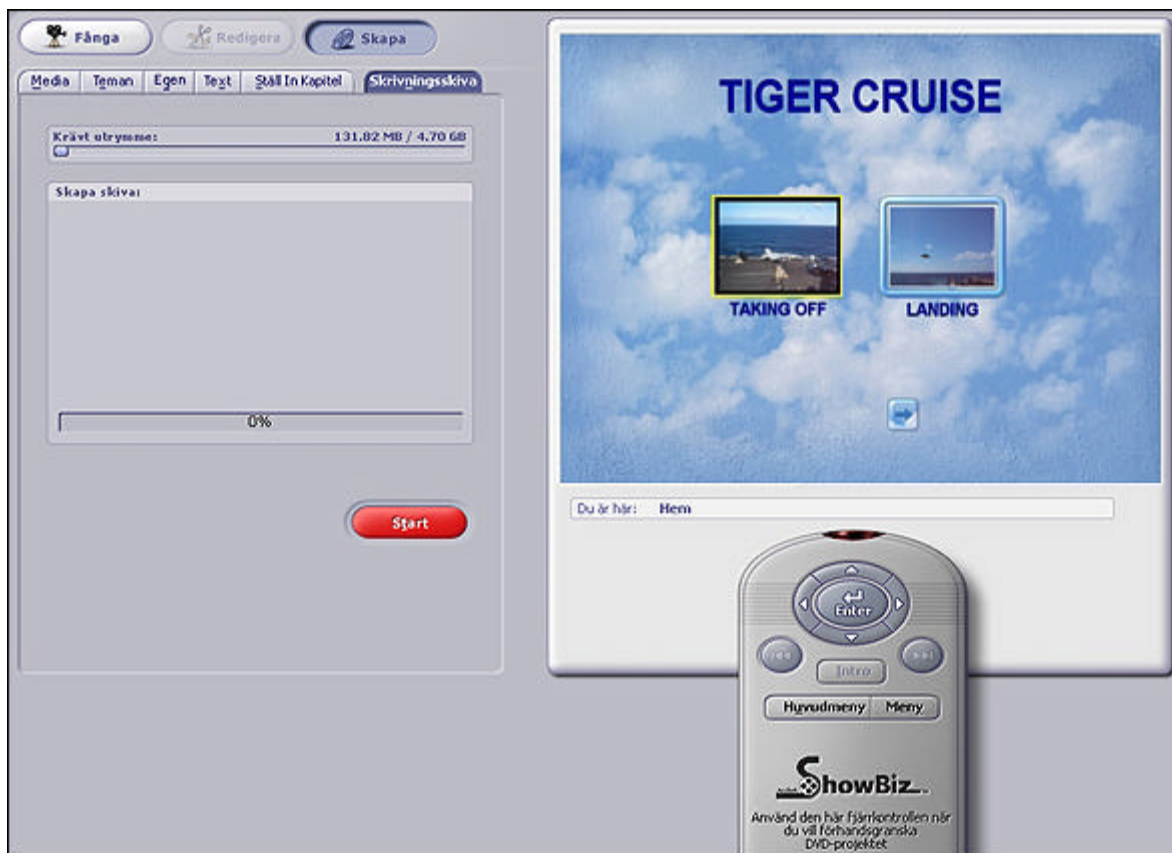 Fånga
Redigera
Skapa
Media
Teman
Egen
Text
Ställ In Kapitel
Skrivningsskiva
Krävt utrymme: 131.82 MB / 4.70 GB
Skapa skiva:
0%
Start
TIGER CRUISE
TAKING OFF
LANDING
Du är här: Hem
Enter
Intro
Huvudmeny
Meny
ShowBiz
Använd den här fjärrkontrollen när
du vill förhandsgranska
DVD-projektet